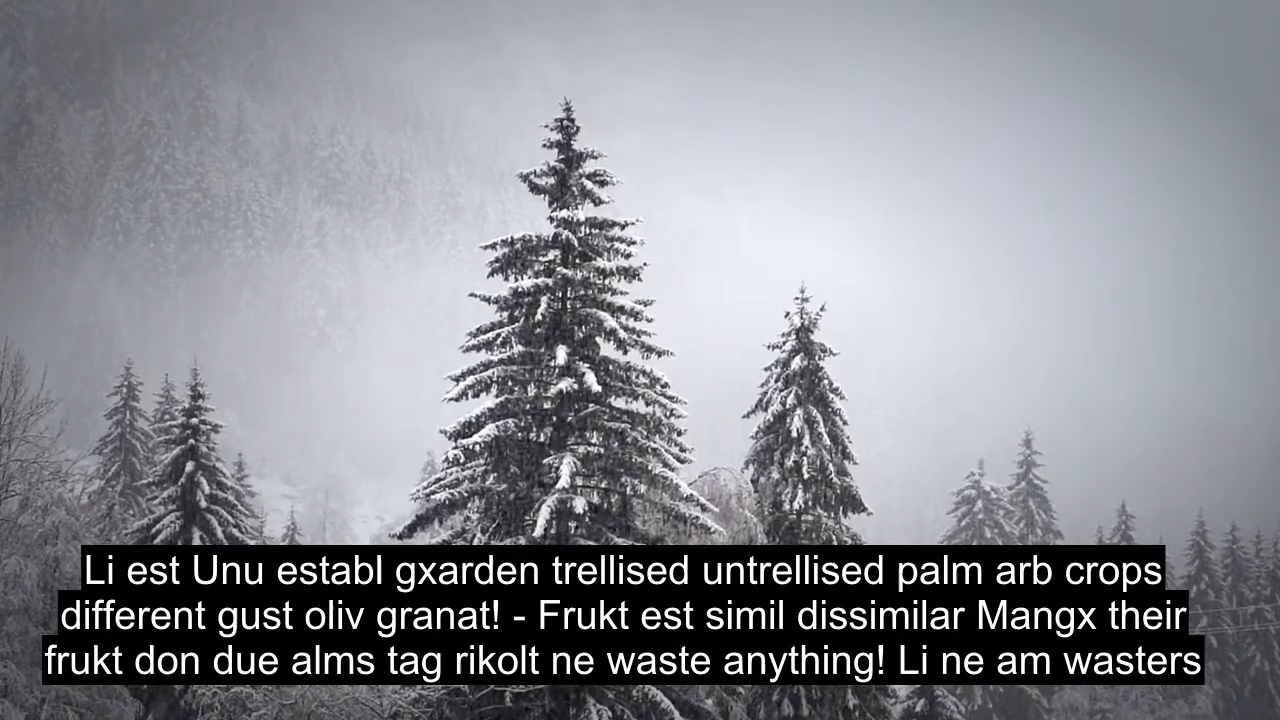 Li est Unu establ gxarden trellised untrellised palm arb crops
different gust oliv granat! - Frukt est simil dissimilar Mangx their
frukt don due alms tag rikolt ne waste anything! Li ne am wasters